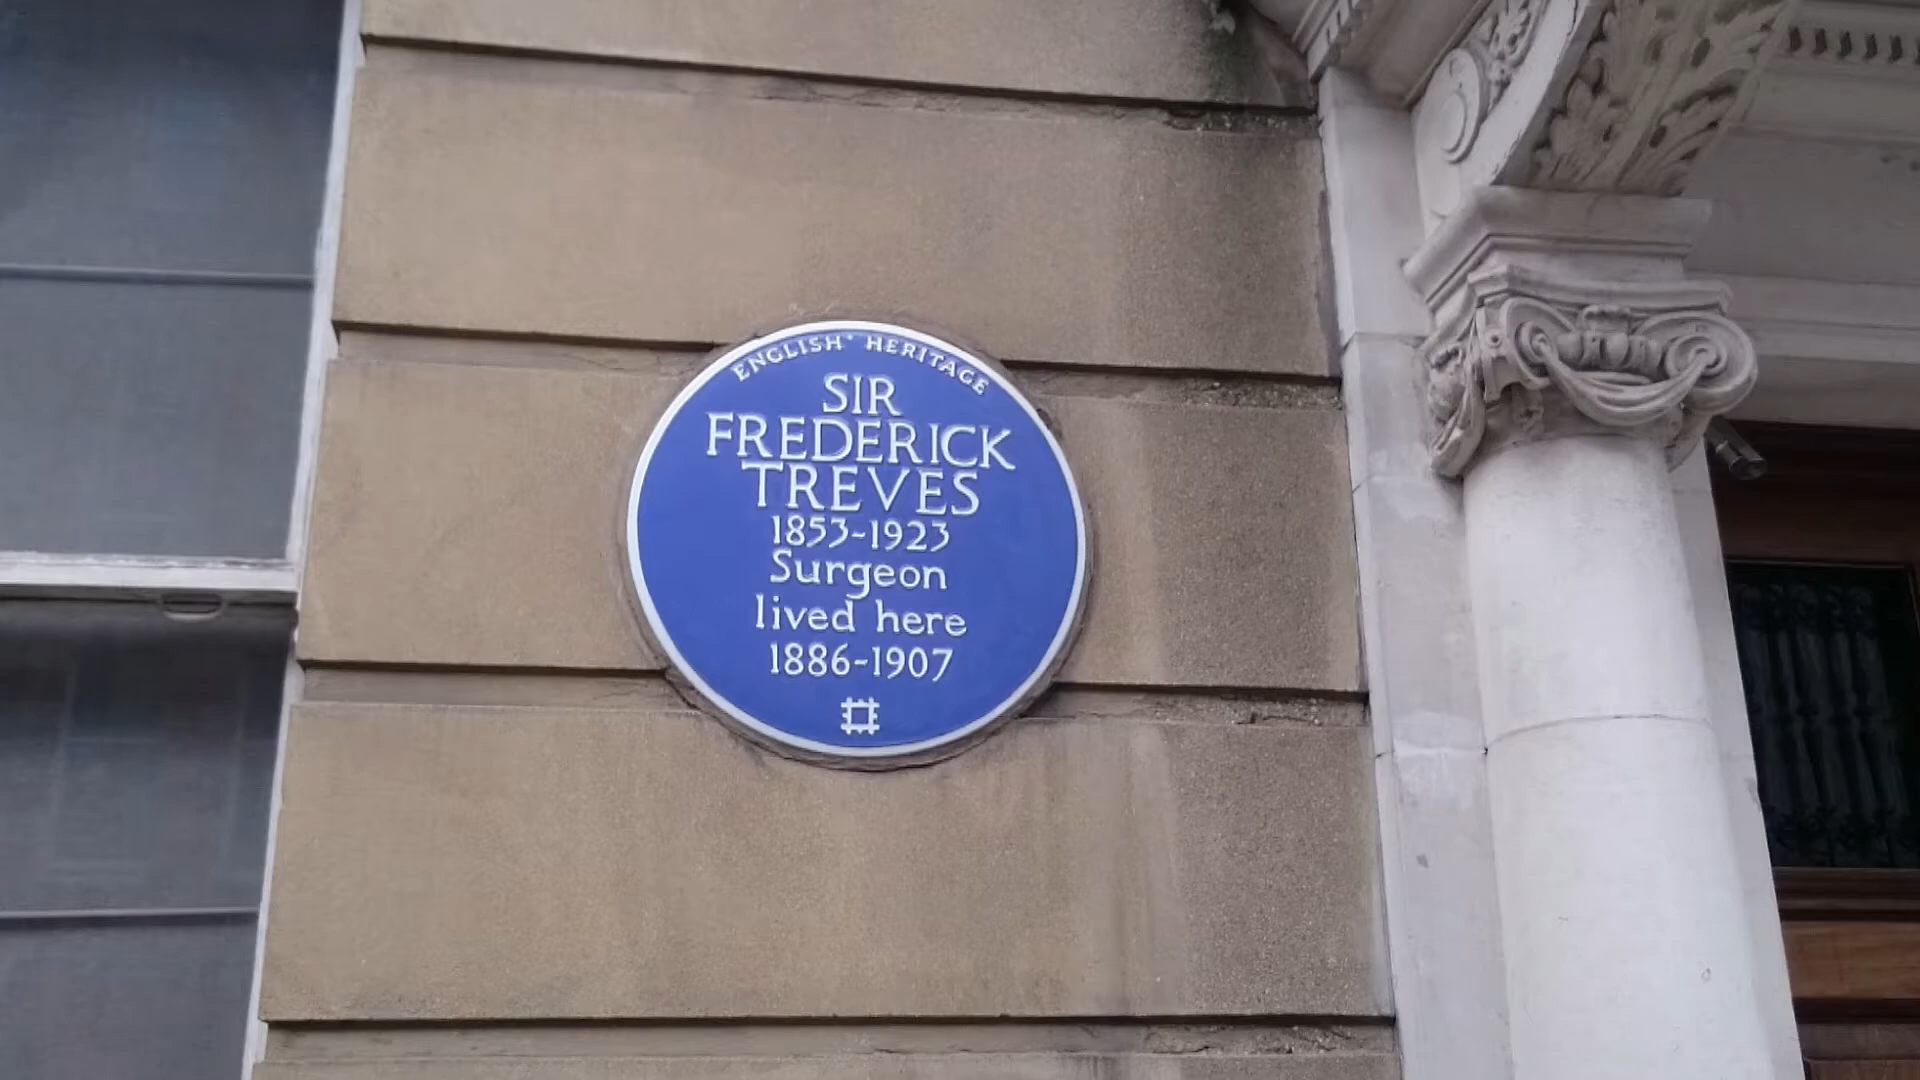 ENGLISH HERITAGE
SIR
FREDERICK
TREVES
1853-1923
Surgeon
lived here
1886-1907